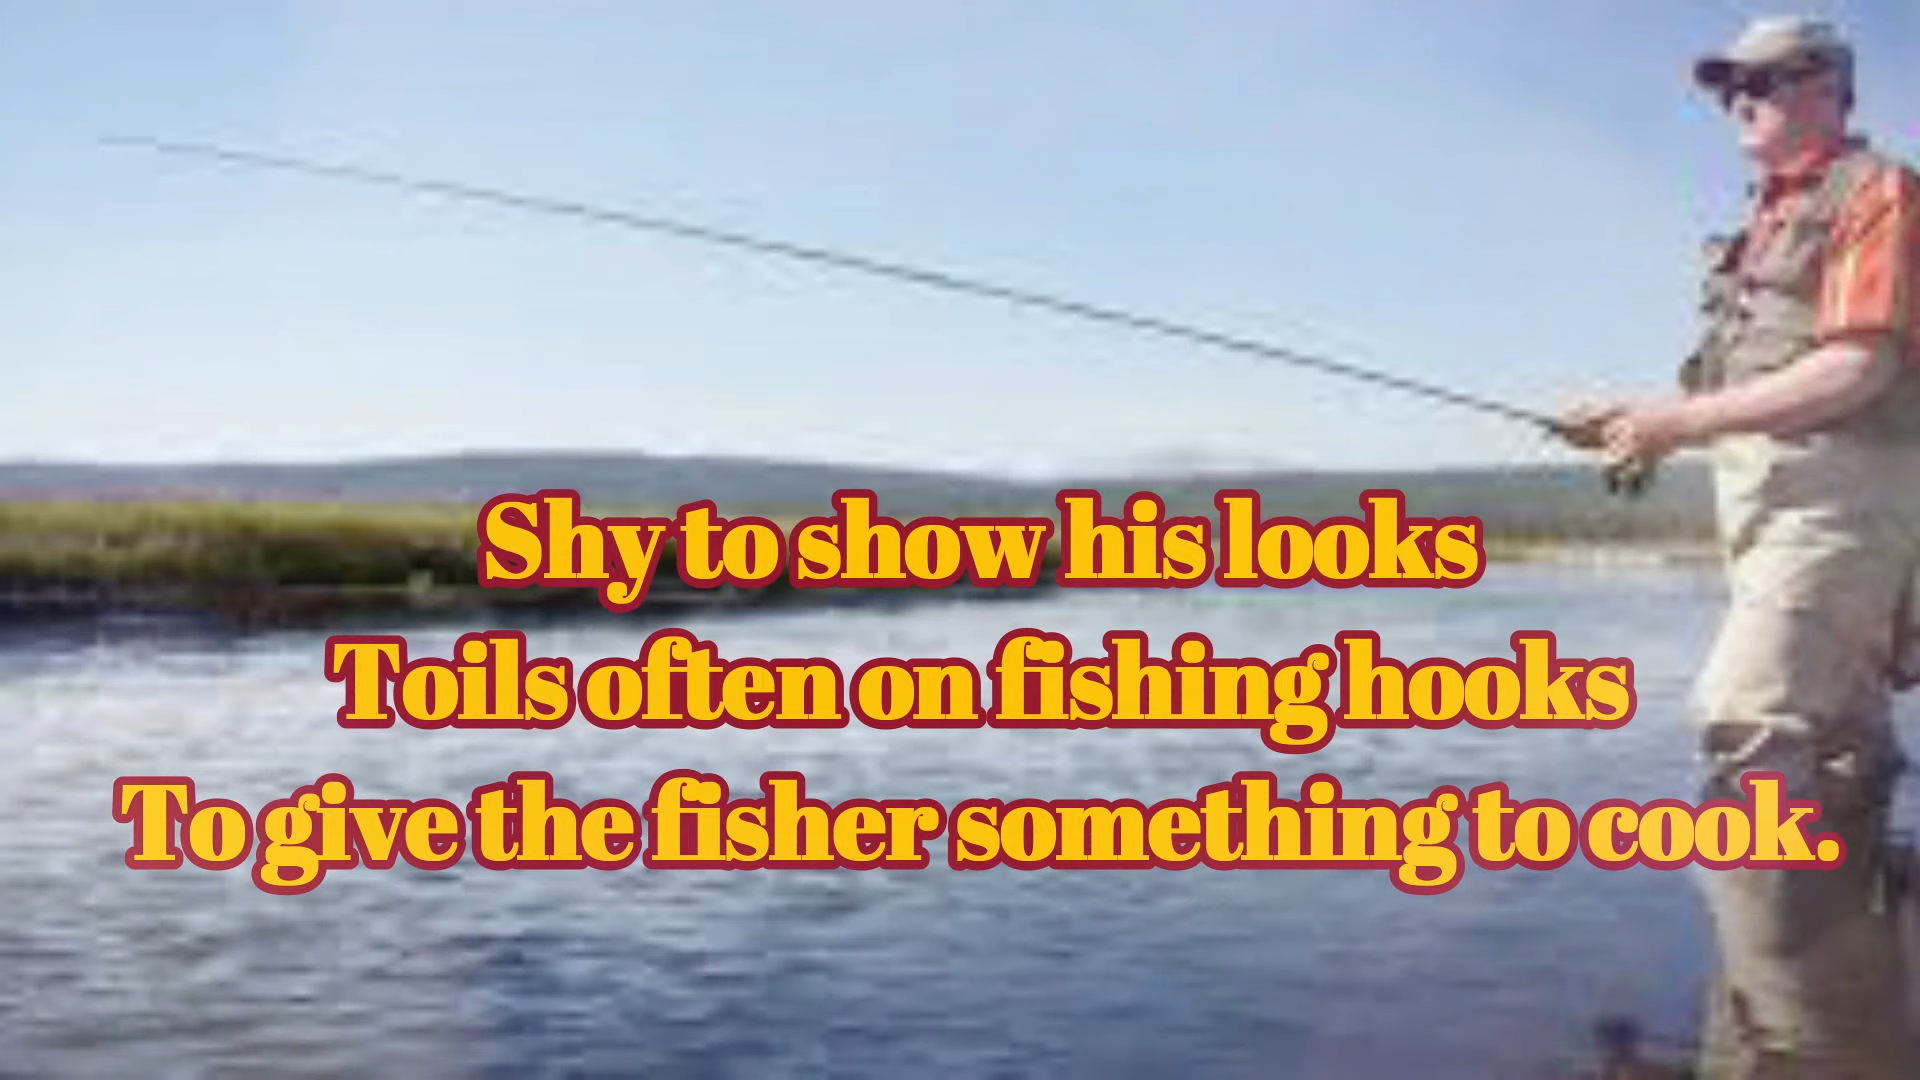 Shy to show his looks
Toils often on fishing hooks
To give the fisher something to cook.